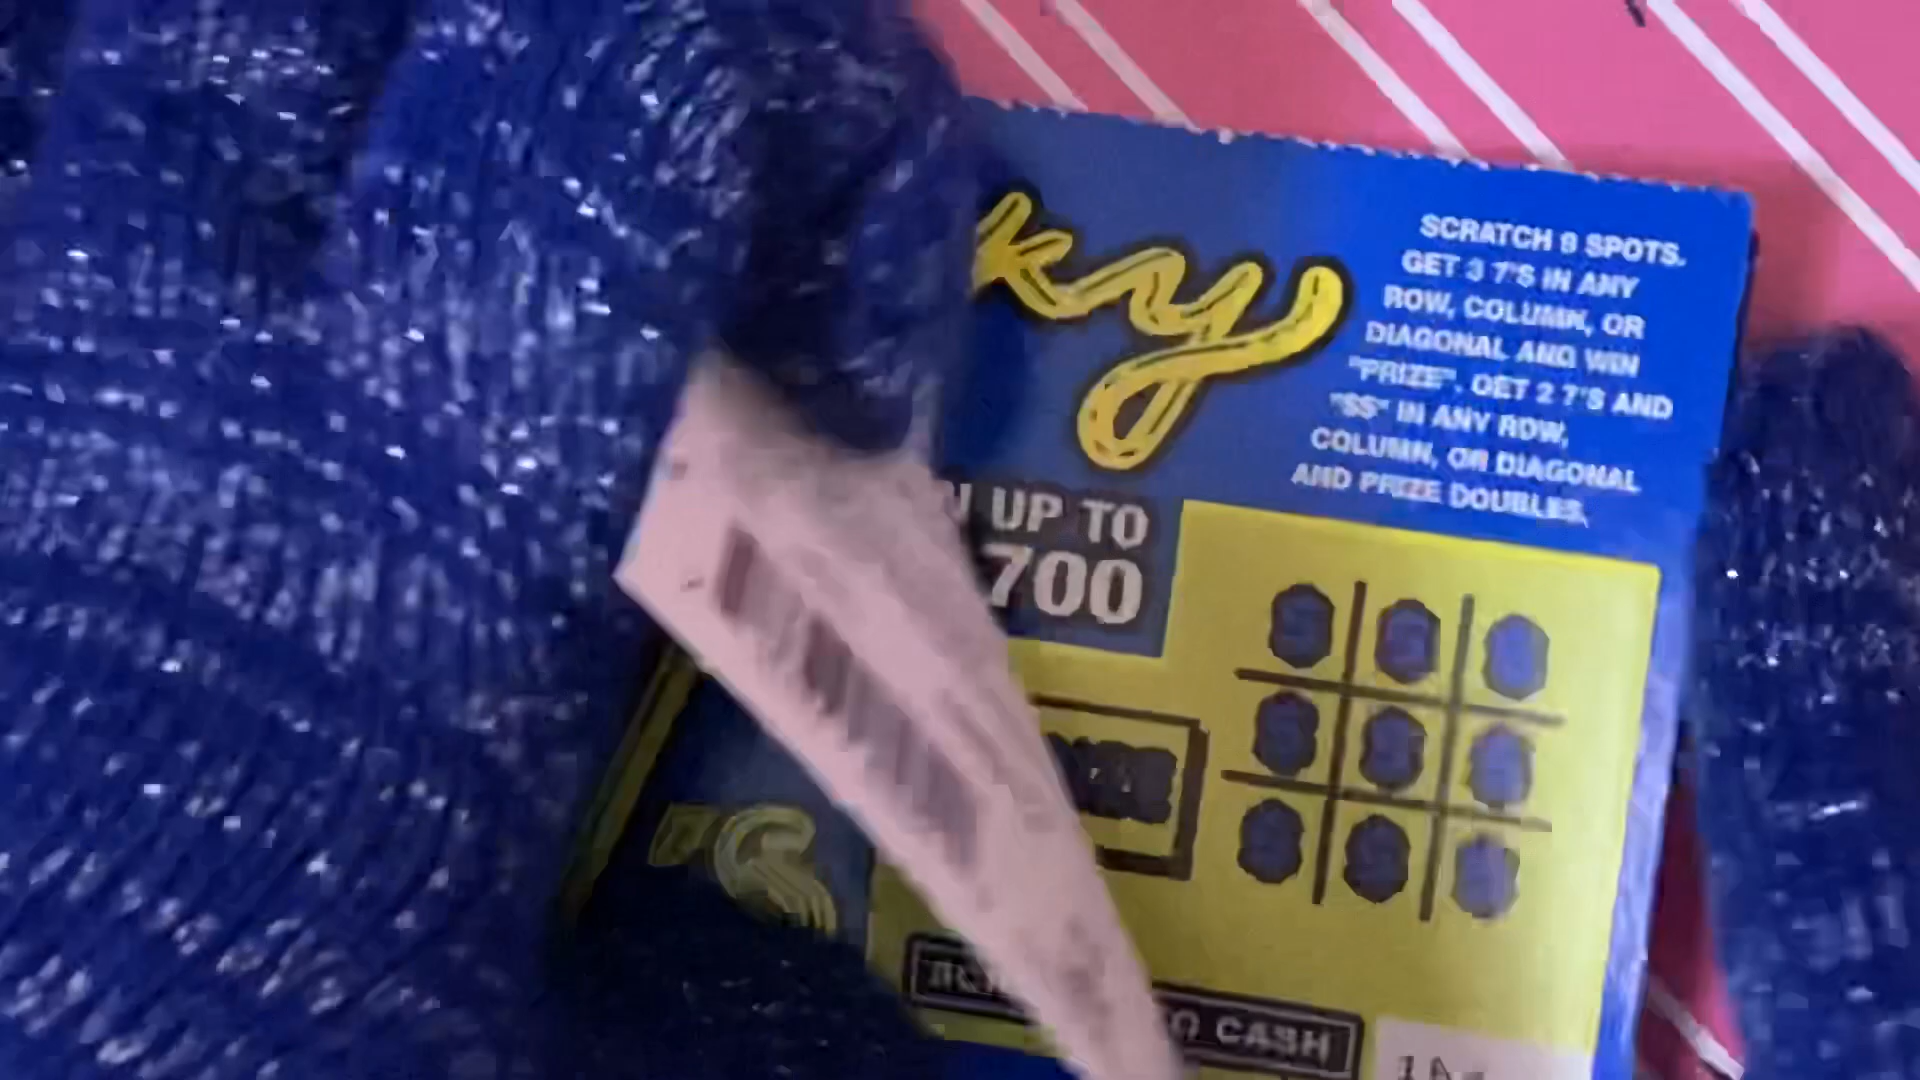 ky
SCRATCH 9 SPOTS.
GET 3 7'S IN ANY
ROW, COLUMN, OR
DIAGONAL AND WIN
"PRIZE". GET 2 7'S AND
"$$" IN ANY ROW,
COLUMN, OR DIAGONAL
AND PRIZE DOUBLES.
UP TO
700
CASH